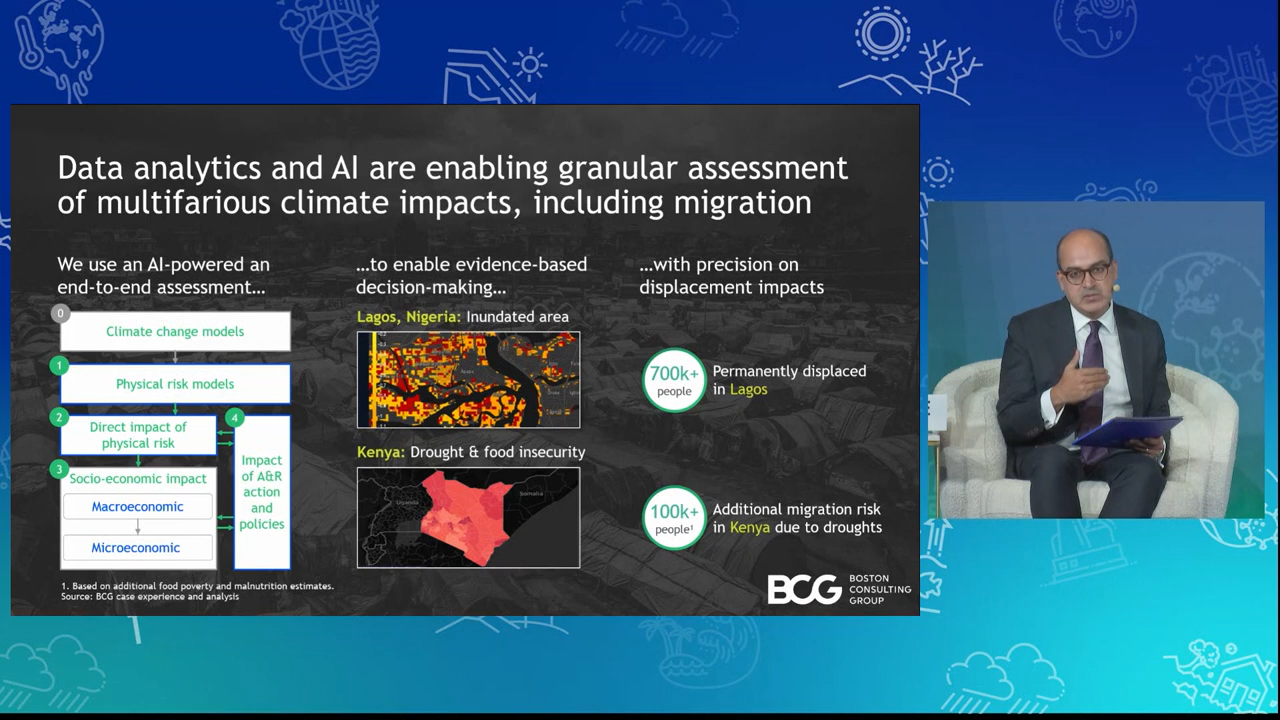 Data analytics and AI are enabling granular assessment
of multifarious climate impacts, including migration
We use an AI-powered an
end-to-end assessment…
0
Climate change models
1
Physical risk models
2
Direct impact of
physical risk
3
Socio-economic impact
Macroeconomic
Microeconomic
4
Impact
of A&R
action
and
policies
1. Based on additional food poverty and malnutrition estimates.
Source: BCG case experience and analysis
…to enable evidence-based
decision-making…
Lagos, Nigeria: Inundated area
Kenya: Drought & food insecurity
Uganda
Somalia
…with precision on
displacement impacts
700k+
people
Permanently displaced
in Lagos
100k+
people¹
Additional migration risk
in Kenya due to droughts
BCG
BOSTON
CONSULTING
GROUP